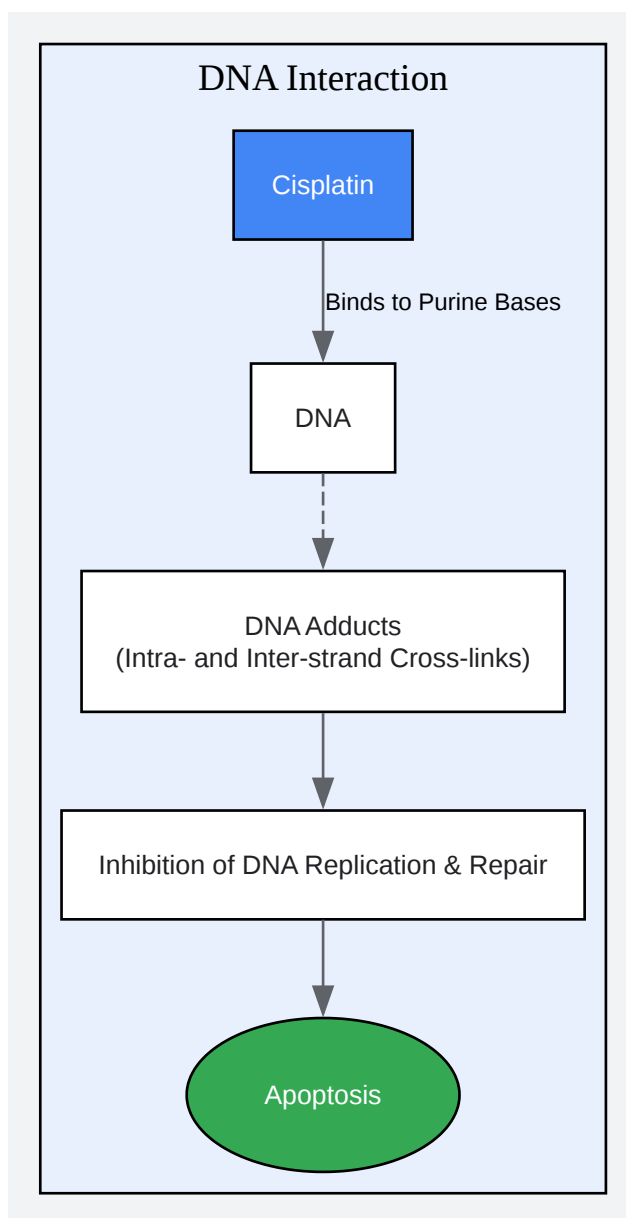 DNA Interaction
Cisplatin
Binds to Purine Bases
DNA
DNA Adducts
(Intra- and Inter-strand Cross-links)
Inhibition of DNA Replication & Repair
Apoptosis